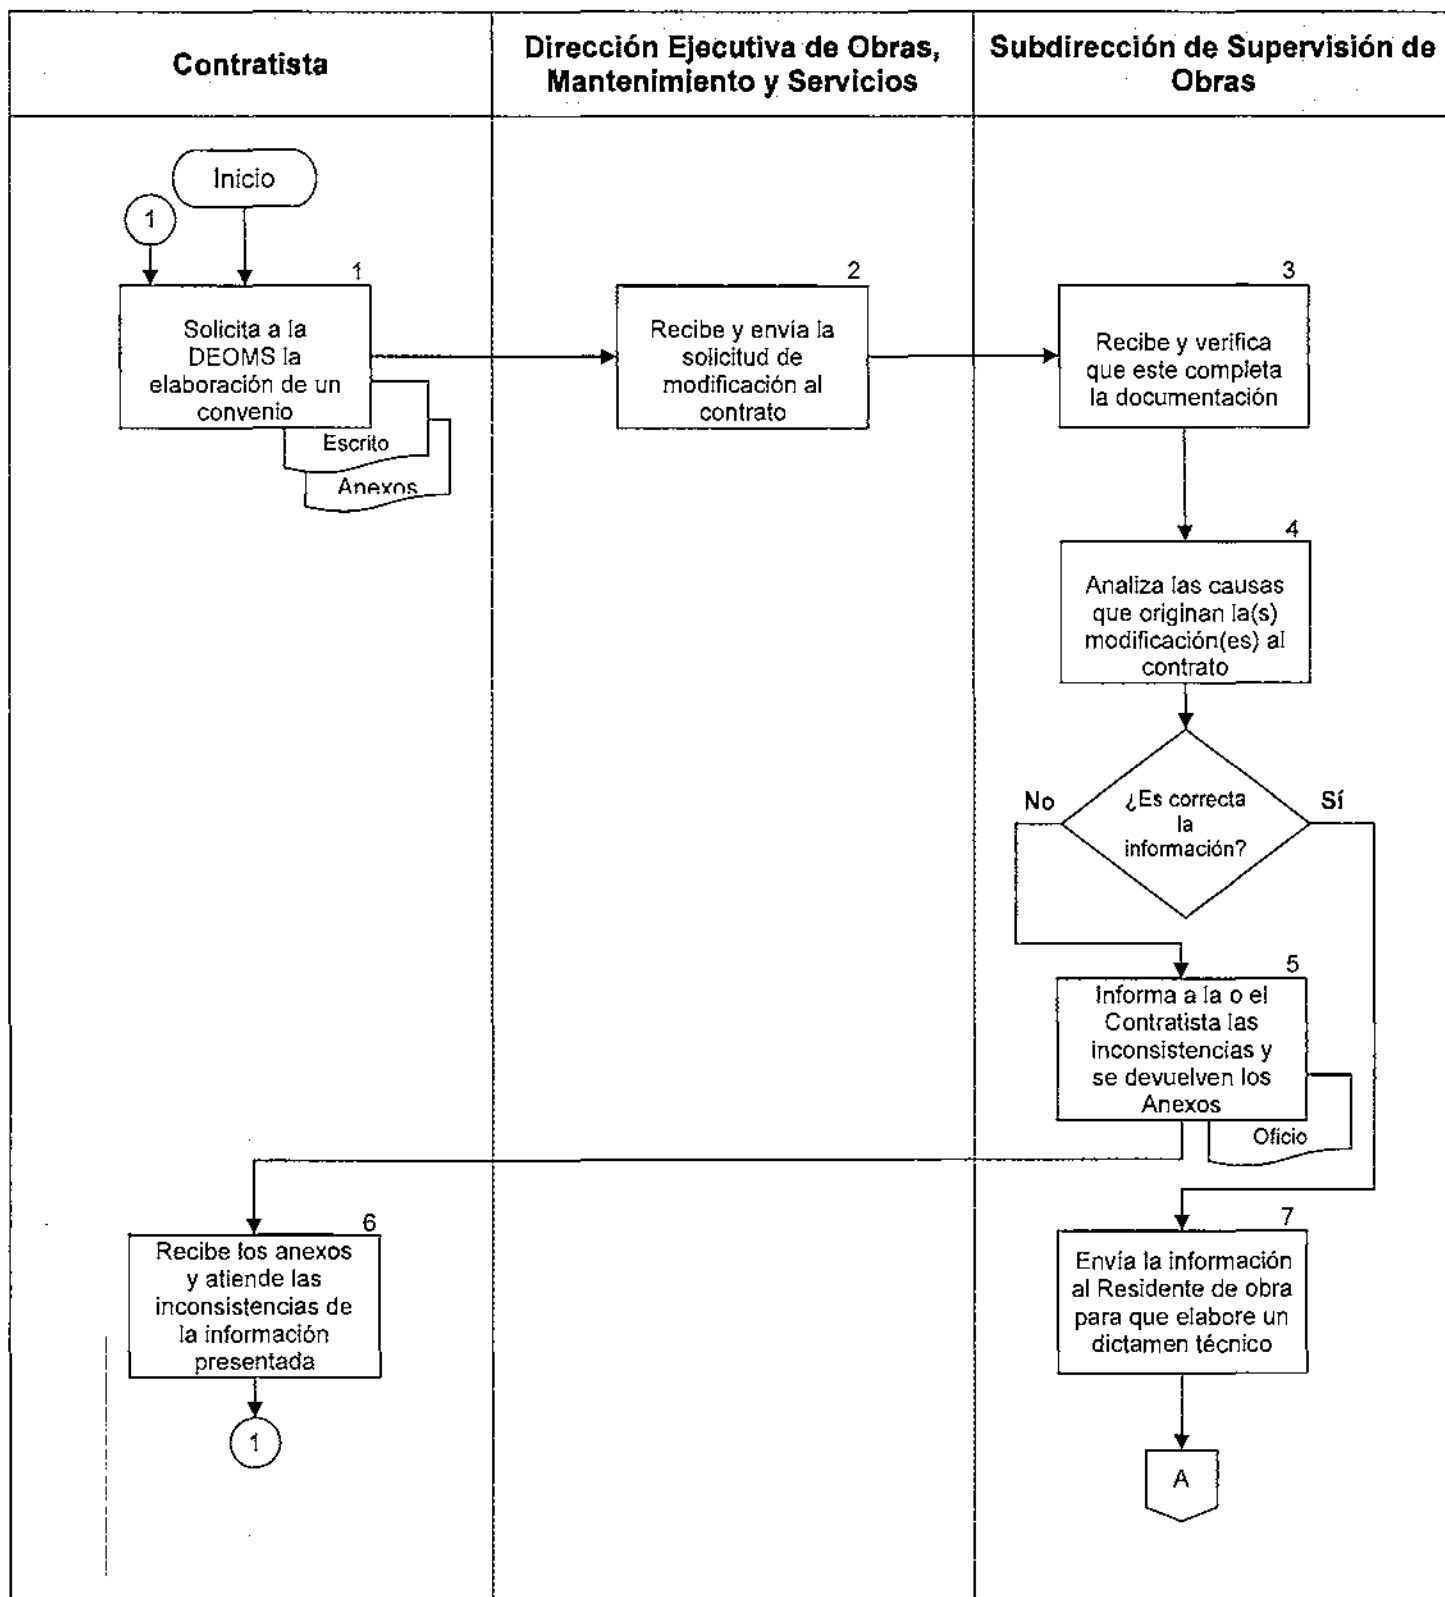 Contratista
Dirección Ejecutiva de Obras,
Mantenimiento y Servicios
Subdirección de Supervisión de
Obras
Inicio
1
1
Solicita a la
DEOMS la
elaboración de un
convenio
Escrito
Anexos
2
Recibe y envía la
solicitud de
modificación al
contrato
3
Recibe y verifica
que este completa
la documentación
4
Analiza las causas
que originan la(s)
modificación(es) al
contrato
No
¿Es correcta
la
información?
Sí
5
Informa a la o el
Contratista las
inconsistencias y
se devuelven los
Anexos
Oficio
6
Recibe los anexos
y atiende las
inconsistencias de
la información
presentada
1
7
Envía la información
al Residente de obra
para que elabore un
dictamen técnico
A